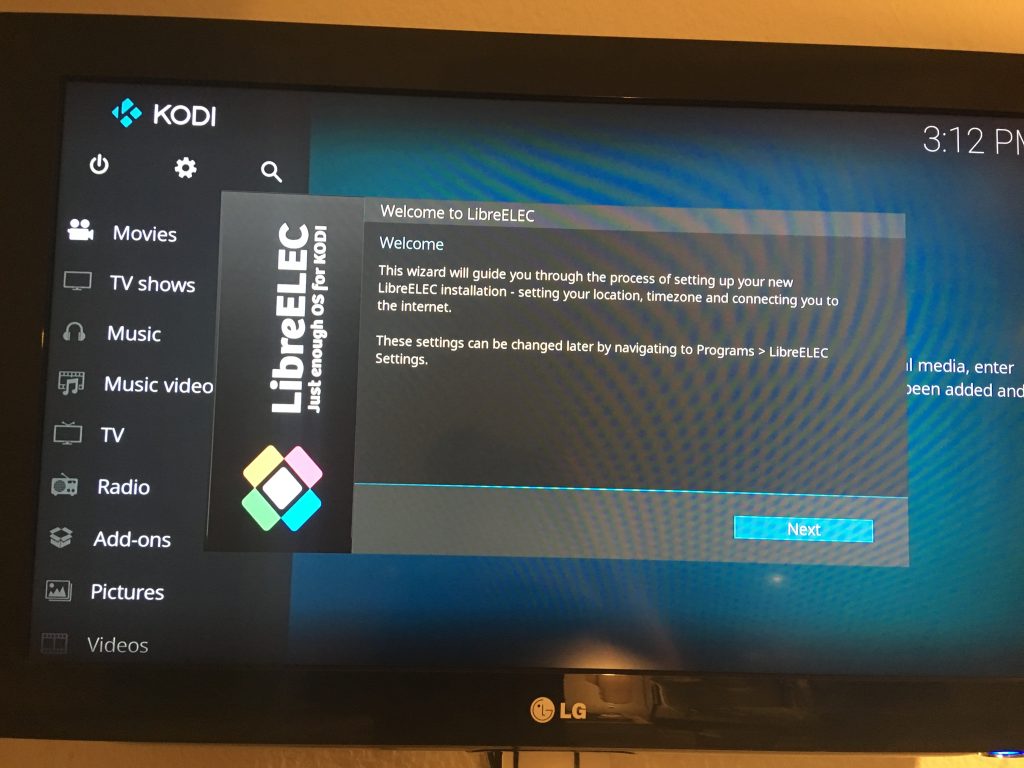 KODI
3:12 PM
Movies
TV shows
Music
Music video
TV
Radio
Add-ons
Pictures
Videos
LibreELEC
Just enough OS for KODI
Welcome to LibreELEC
Welcome
This wizard will guide you through the process of setting up your new
LibreELEC installation - setting your location, timezone and connecting you to
the internet.
These settings can be changed later by navigating to Programs > LibreELEC
Settings.
Next
media, enter
been added and
LG